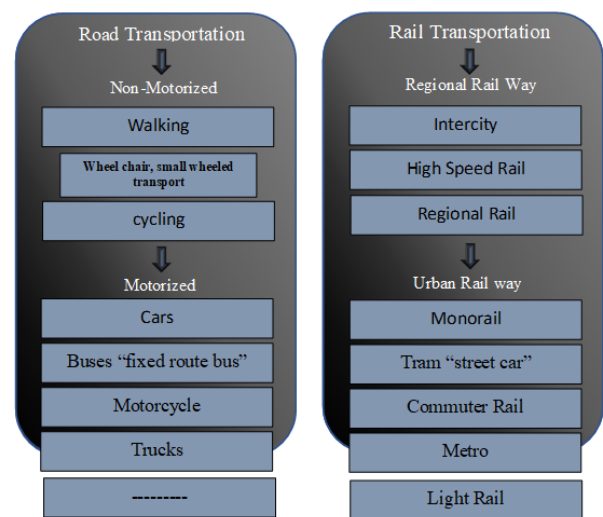 Road Transportation
Non-Motorized
Walking
Wheel chair, small wheeled
transport
cycling
Motorized
Cars
Buses “fixed route bus”
Motorcycle
Trucks
---------
Rail Transportation
Regional Rail Way
Intercity
High Speed Rail
Regional Rail
Urban Rail way
Monorail
Tram “street car”
Commuter Rail
Metro
Light Rail